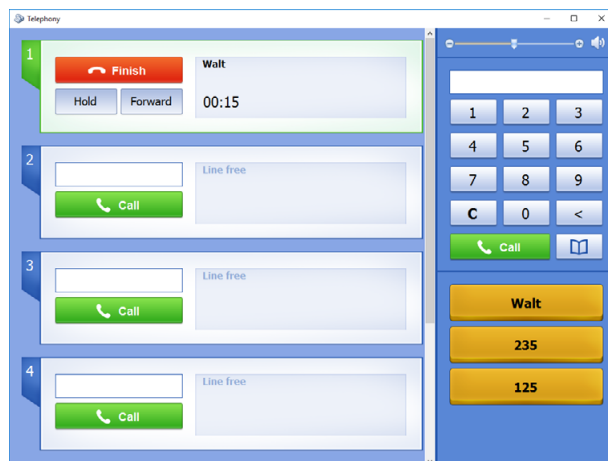 Telephony
1
Finish
Hold Forward
Walt
00:15
2
Call
Line free
3
Call
Line free
4
Call
Line free
1 2 3
4 5 6
7 8 9
C 0 <
Call
Walt
235
125